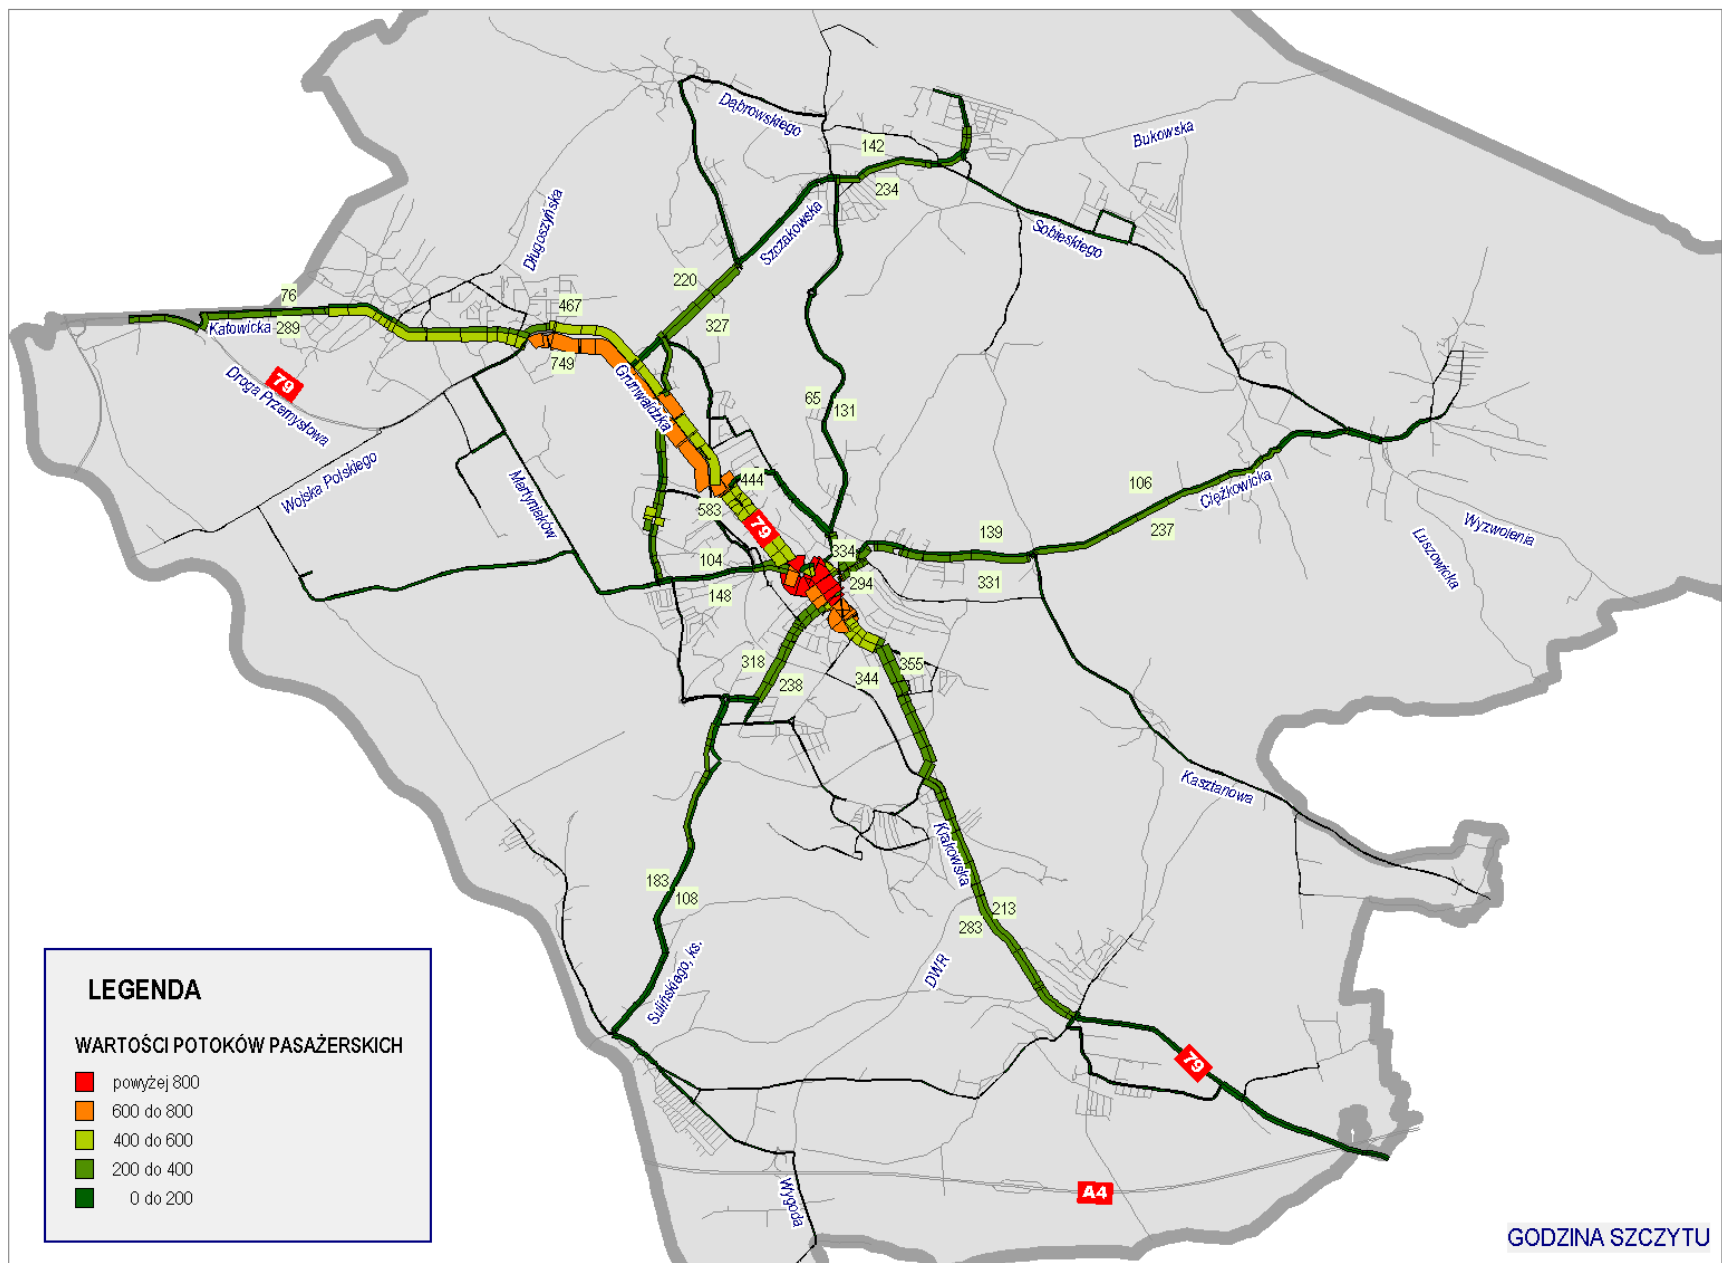 Dąbrowskiego
142
Bukowska
234
Długoszyńska
Szczakowska
Sobieskiego
220
76
467
Katowicka
289
327
749
79
Grunwaldzka
Droga Przemysłowa
65
131
Wojska Polskiego
Martyniaków
444
583
79
106
Ciężkowicka
237
Wyzwolenia
Łuszowicka
139
334
104
294
331
148
318
355
344
238
Kasztanowa
Krakowska
183
108
213
283
Sulińskiego, ks.
DWR
79
A4
Wygoda
LEGENDA
WARTOŚCI POTOKÓW PASAŻERSKICH
powyżej 800
600 do 800
400 do 600
200 do 400
0 do 200
GODZINA SZCZYTU